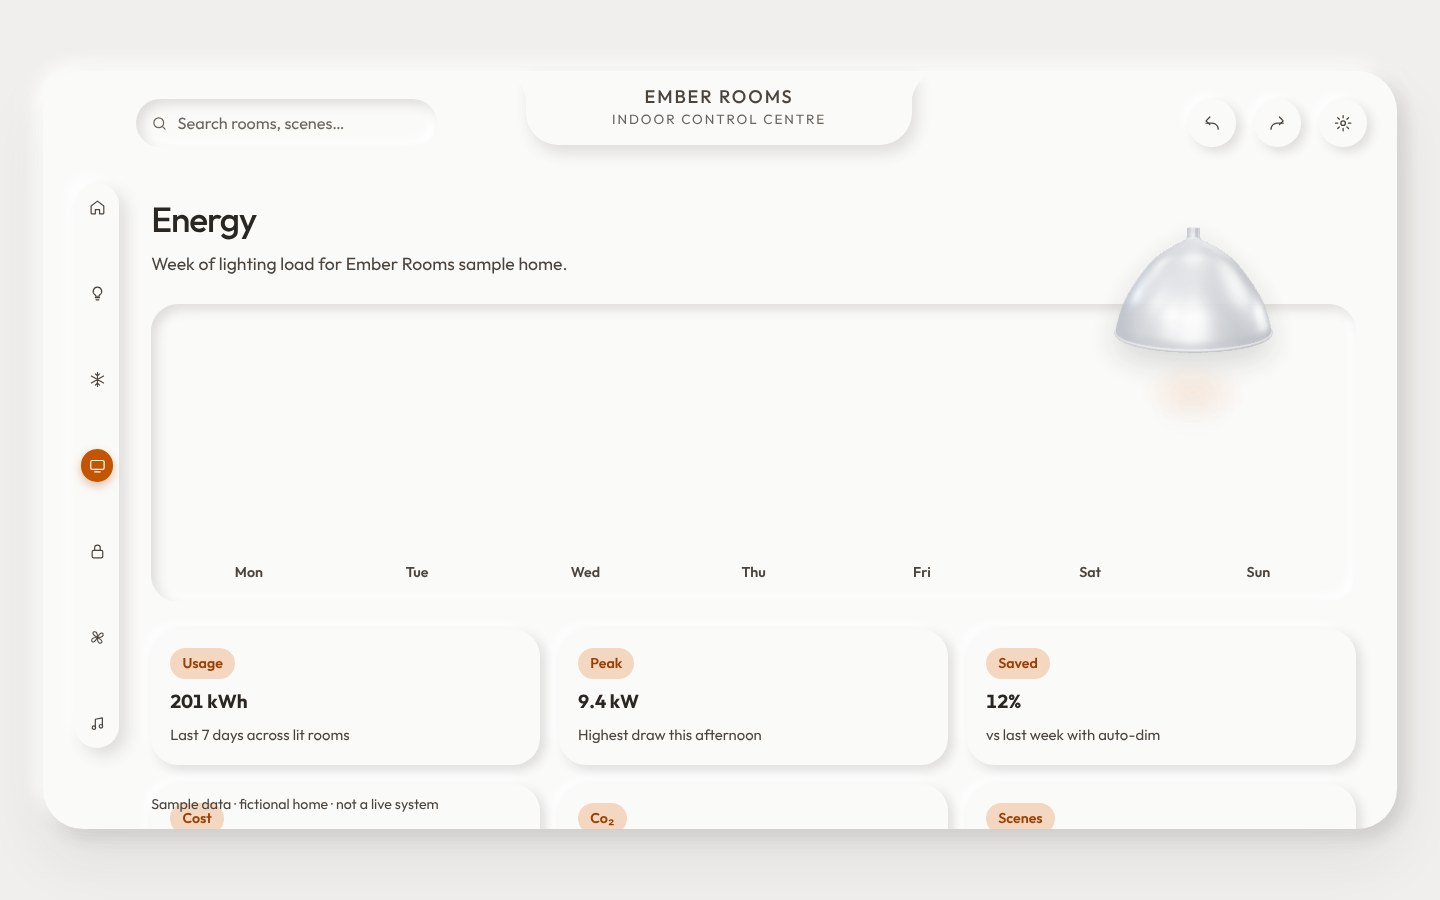 EMBER ROOMS
INDOOR CONTROL CENTRE
Search rooms, scenes...
Energy
Week of lighting load for Ember Rooms sample home.
Mon Tue Wed Thu Fri Sat Sun
Usage
201 kWh
Last 7 days across lit rooms
Peak
9.4 kW
Highest draw this afternoon
Saved
12%
vs last week with auto-dim
Sample data · fictional home · not a live system
Cost
Co₂
Scenes